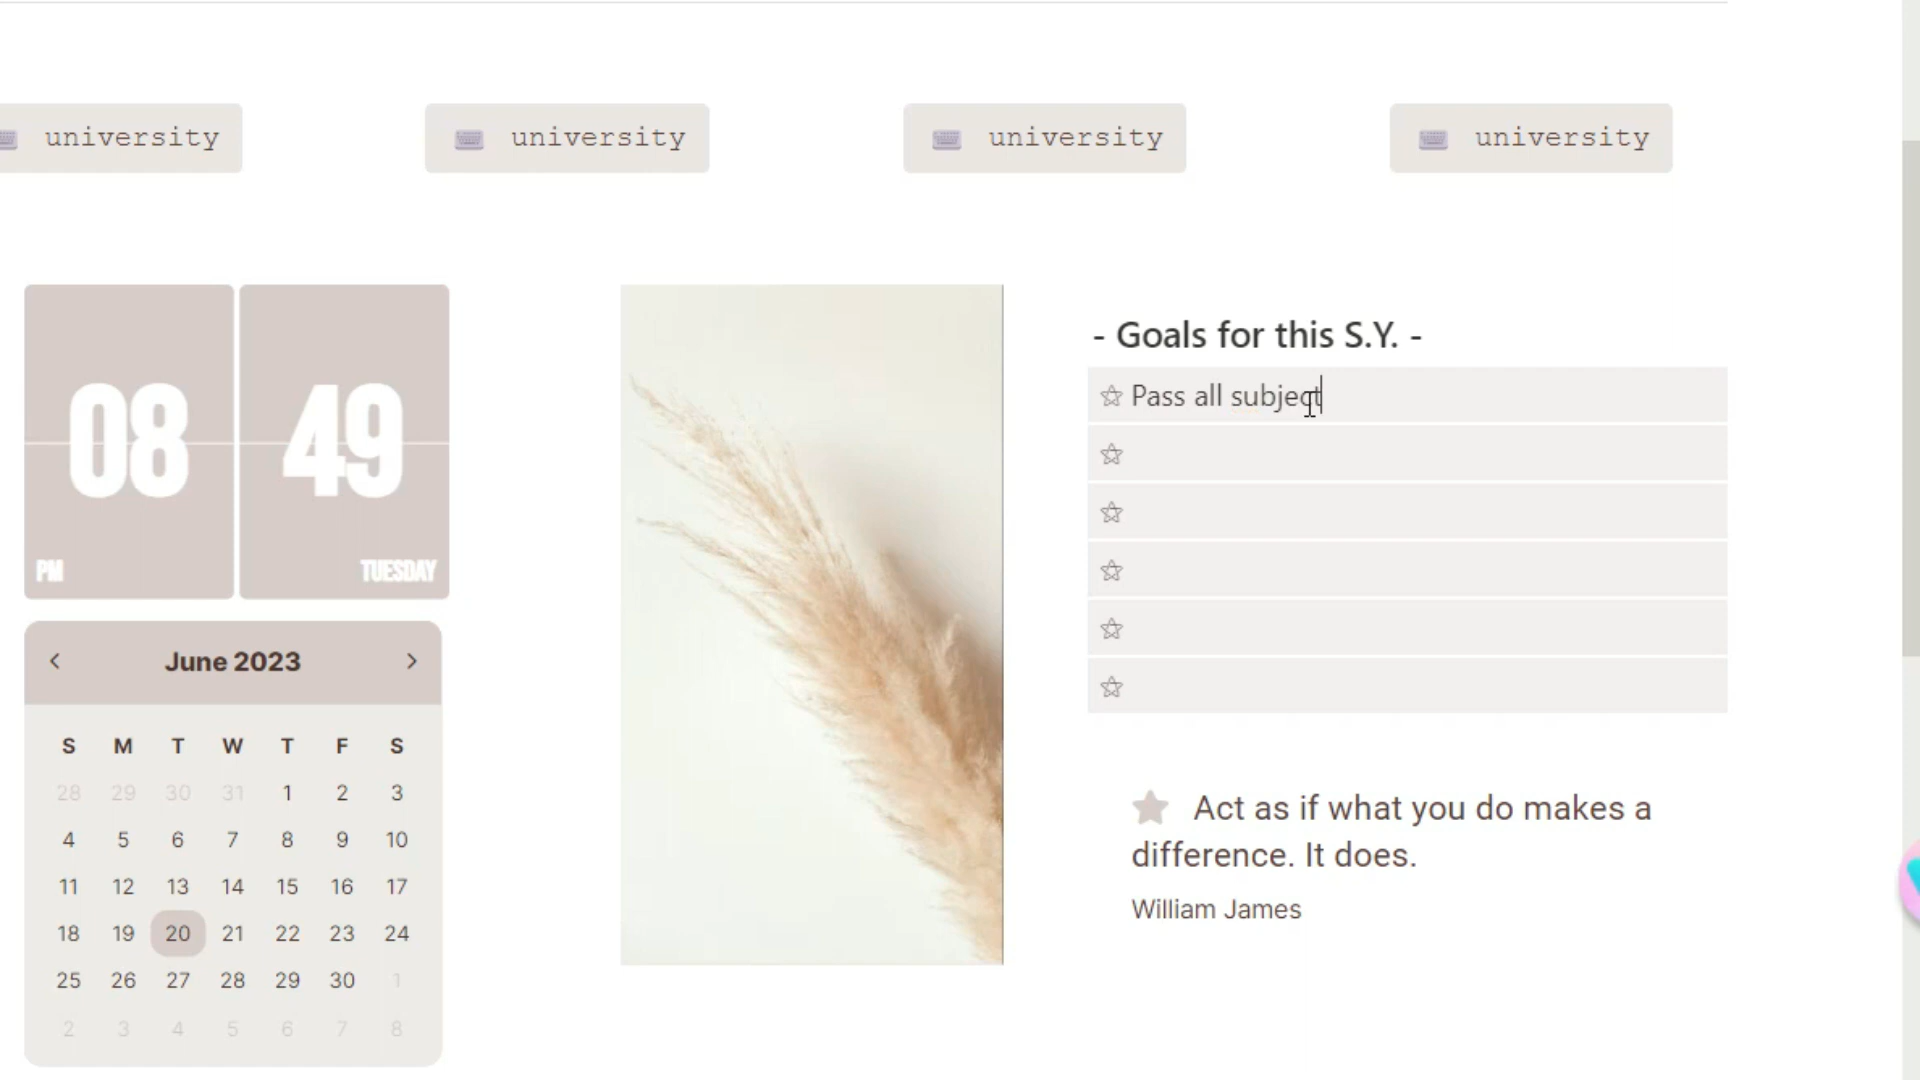 university university university university
08 49
PM TUESDAY
June 2023
S M T W T F S
28 29 30 31 1 2 3
4 5 6 7 8 9 10
11 12 13 14 15 16 17
18 19 20 21 22 23 24
25 26 27 28 29 30 1
2 3 4 5 6 7 8
- Goals for this S.Y. -
Pass all subject
Act as if what you do makes a
difference. It does.
William James